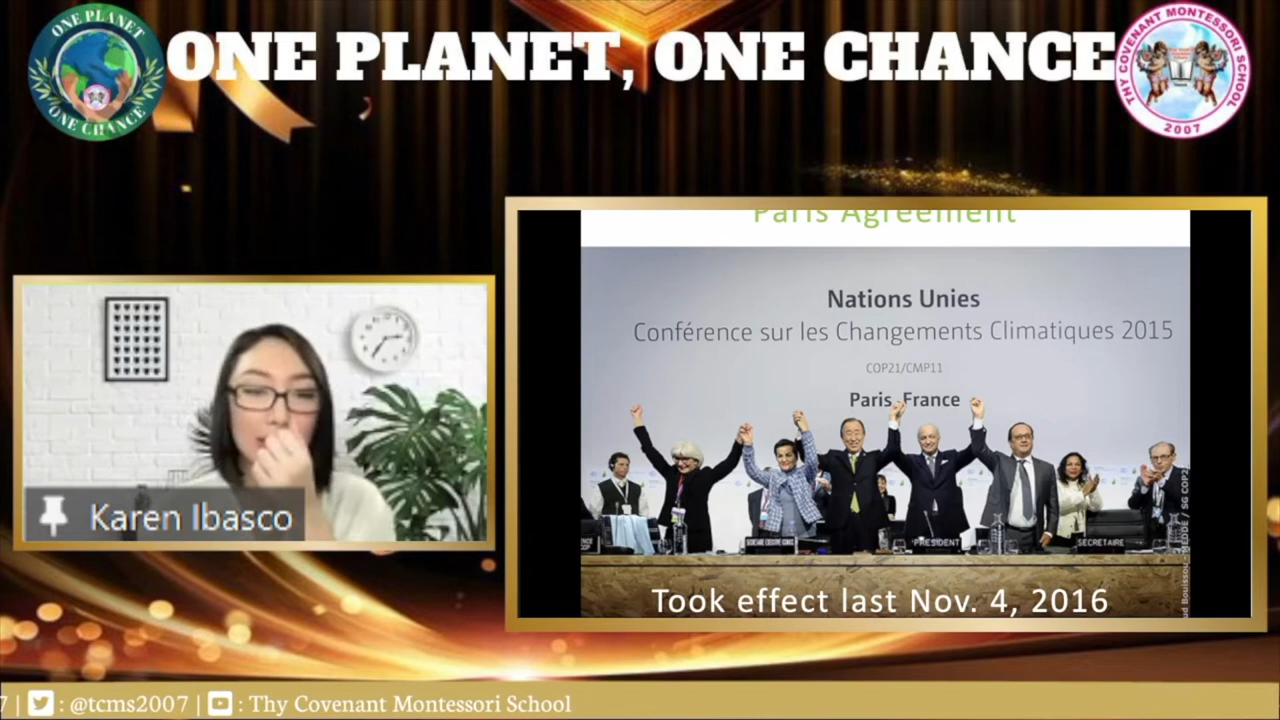 ONE PLANET
ONE CHANCE
ONE PLANET, ONE CHANCE
THY COVENANT MONTESSORI SCHOOL
2007
Paris Agreement
Nations Unies
Conférence sur les Changements Climatiques 2015
COP21/CMP11
Paris, France
PRESIDENT
SECRETAIRE
Took effect last Nov. 4, 2016
Karen Ibasco
7 | : @tcms2007 | : Thy Covenant Montessori School